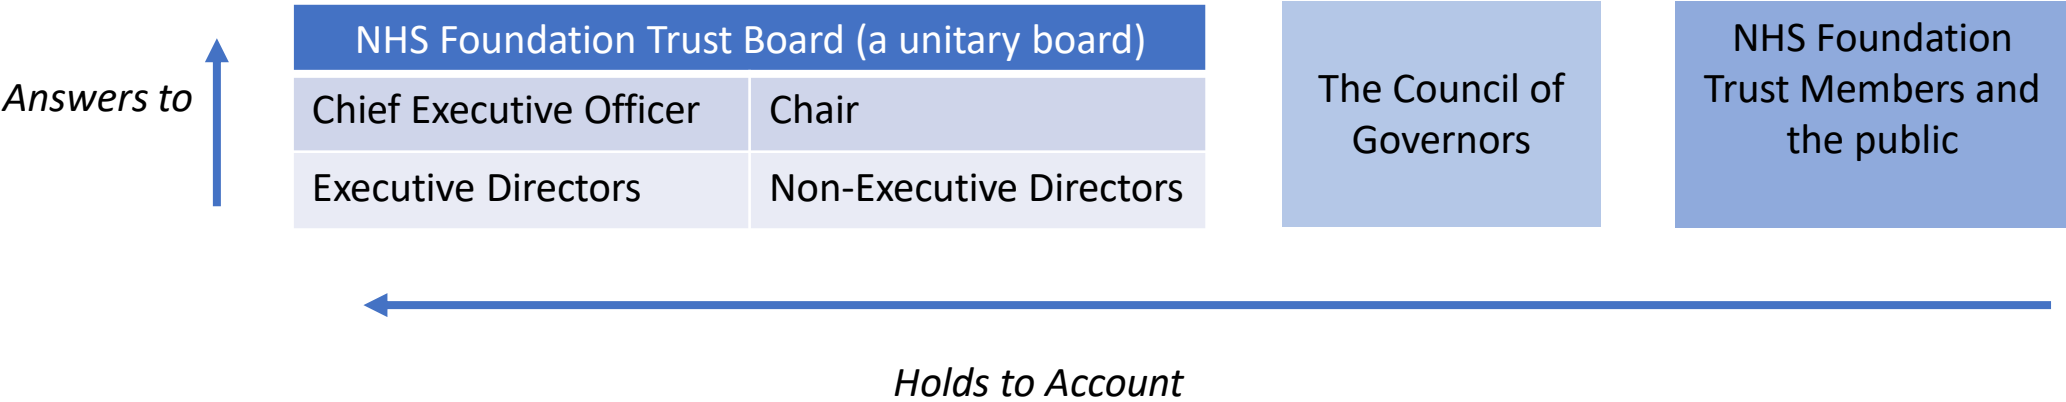 Answers to
NHS Foundation Trust Board (a unitary board)
Chief Executive Officer
Chair
Executive Directors
Non-Executive Directors
The Council of
Governors
NHS Foundation
Trust Members and
the public
Holds to Account